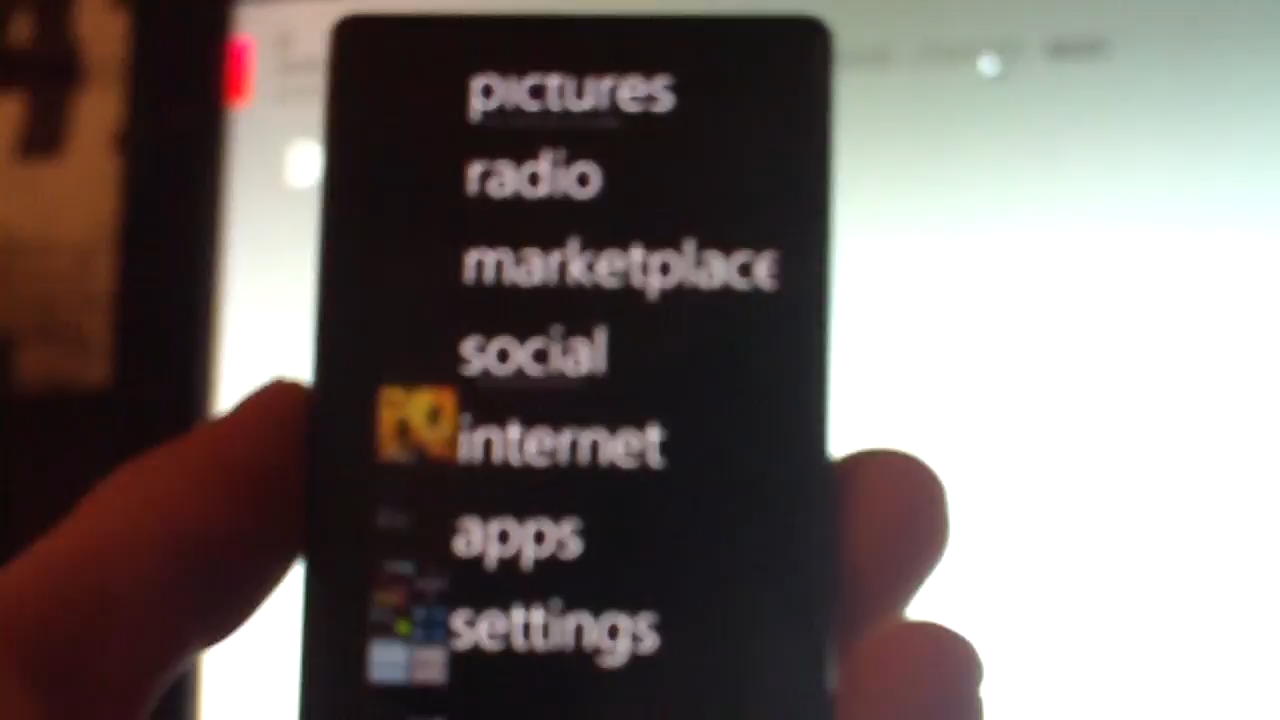 pictures
radio
marketplace
social
internet
apps
settings